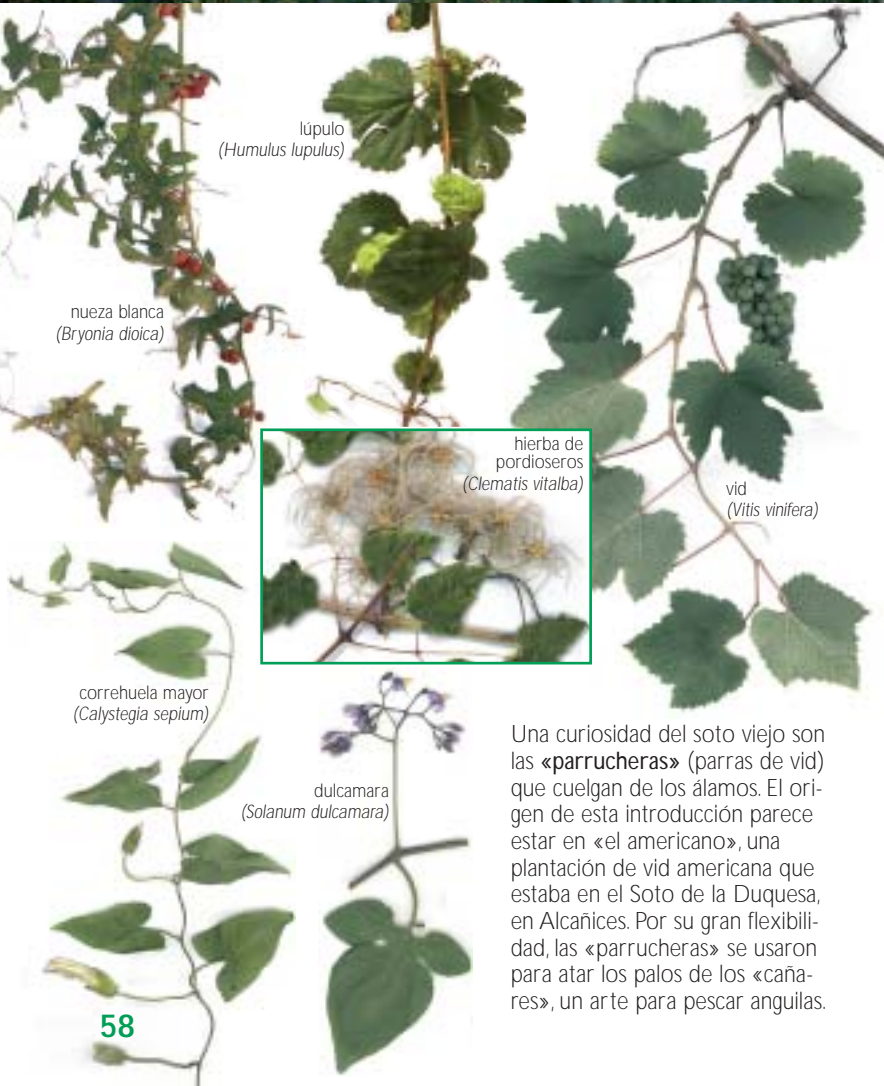 lúpulo
(Humulus lupulus)
nueza blanca
(Bryonia dioica)
hierba de
pordioseros
(Clematis vitalba)
vid
(Vitis vinifera)
correhuela mayor
(Calystegia sepium)
dulcamara
(Solanum dulcamara)
Una curiosidad del soto viejo son
las «parrucheras» (parras de vid)
que cuelgan de los álamos. El ori-
gen de esta introducción parece
estar en «el americano», una
plantación de vid americana que
estaba en el Soto de la Duquesa,
en Alcañices. Por su gran flexibili-
dad, las «parrucheras» se usaron
para atar los palos de los «caña-
res», un arte para pescar anguilas.
58